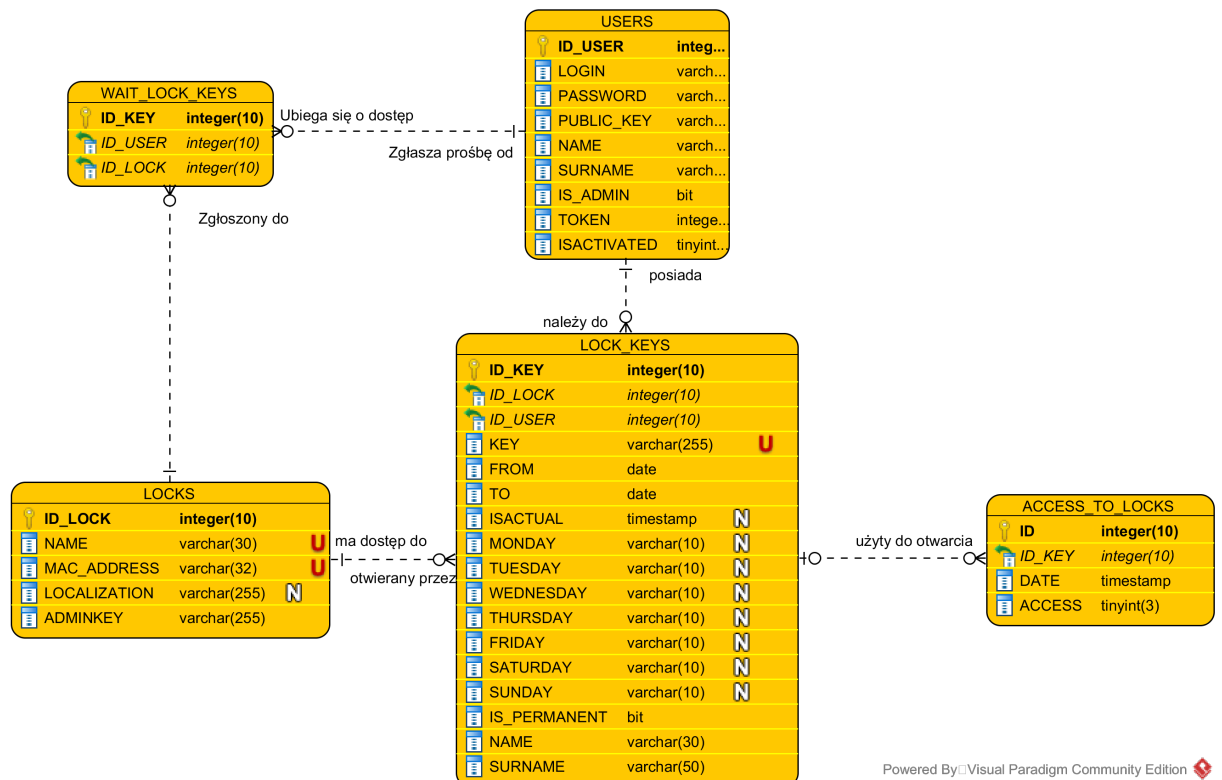 USERS
ID_USER integ...
LOGIN varch...
PASSWORD varch...
PUBLIC_KEY varch...
NAME varch...
SURNAME varch...
IS_ADMIN bit
TOKEN intege...
ISACTIVATED tinyint...
WAIT_LOCK_KEYS
ID_KEY integer(10)
ID_USER integer(10)
ID_LOCK integer(10)
Ubiega się o dostęp
Zgłasza prośbę od
Zgłoszony do
posiada
należy do
LOCK_KEYS
ID_KEY integer(10)
ID_LOCK integer(10)
ID_USER integer(10)
KEY varchar(255) U
FROM date
TO date
ISACTUAL timestamp N
MONDAY varchar(10) N
TUESDAY varchar(10) N
WEDNESDAY varchar(10) N
THURSDAY varchar(10) N
FRIDAY varchar(10) N
SATURDAY varchar(10) N
SUNDAY varchar(10) N
IS_PERMANENT bit
NAME varchar(30)
SURNAME varchar(50)
LOCKS
ID_LOCK integer(10)
NAME varchar(30) U
MAC_ADDRESS varchar(32) U
LOCALIZATION varchar(255) N
ADMINKEY varchar(255)
ma dostęp do
otwierany przez
użyty do otwarcia
ACCESS_TO_LOCKS
ID integer(10)
ID_KEY integer(10)
DATE timestamp
ACCESS tinyint(3)
Powered By Visual Paradigm Community Edition